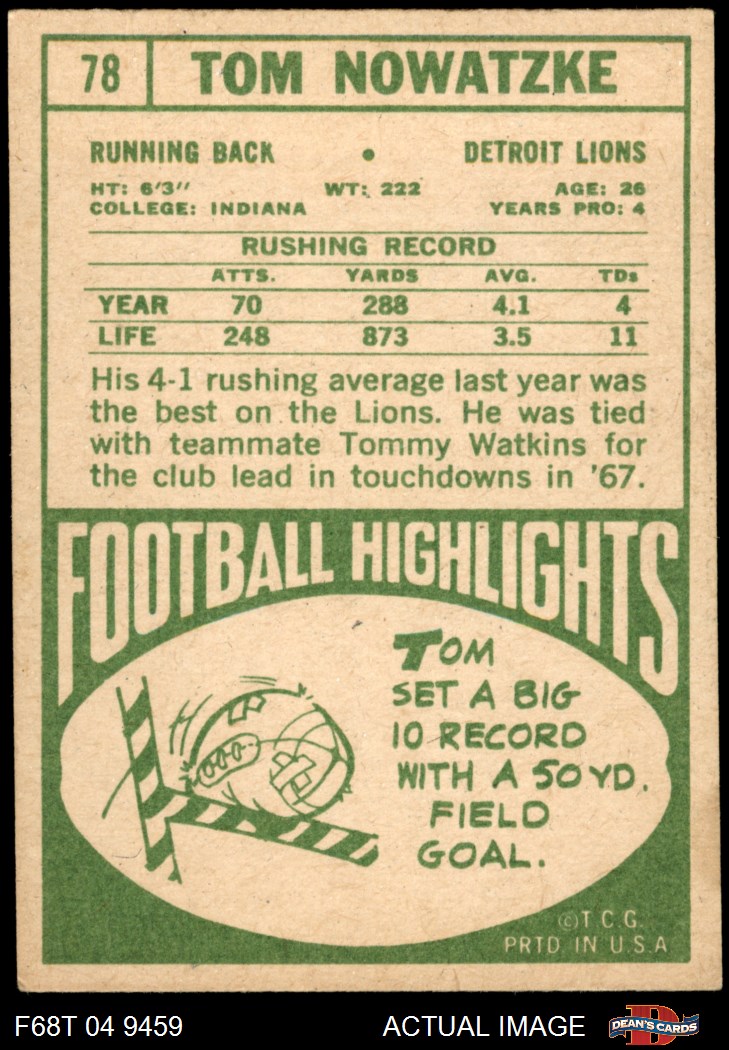 78 TOM NOWATZKE
RUNNING BACK • DETROIT LIONS
HT: 6'3" WT: 222 AGE: 26
COLLEGE: INDIANA YEARS PRO: 4
RUSHING RECORD
ATTS. YARDS AVG. TDs
YEAR 70 288 4.1 4
LIFE 248 873 3.5 11
His 4-1 rushing average last year was
the best on the Lions. He was tied
with teammate Tommy Watkins for
the club lead in touchdowns in '67.
FOOTBALL HIGHLIGHTS
TOM
SET A BIG
10 RECORD
WITH A 50 YD.
FIELD
GOAL.
©T.C.G.
PRTD. IN U.S.A
F68T 04 9459 ACTUAL IMAGE D DEAN'S CARDS